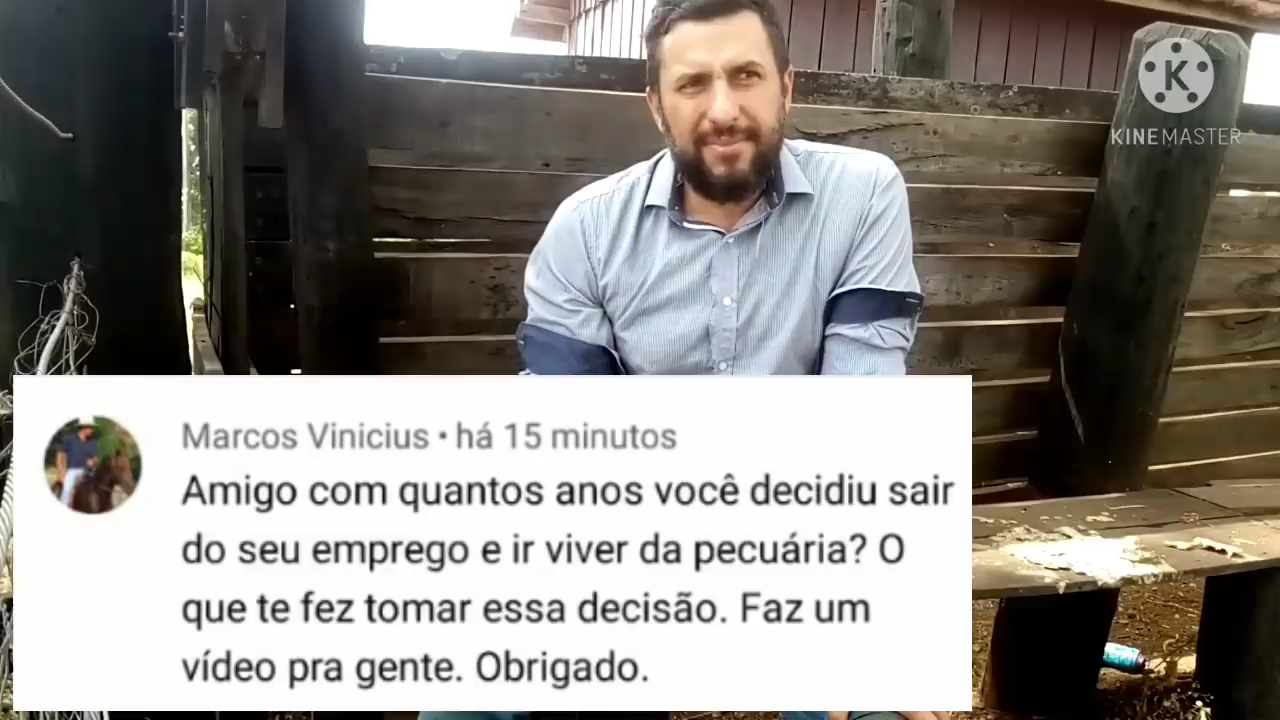 K
KINEMASTER
Marcos Vinicius • há 15 minutos
Amigo com quantos anos você decidiu sair
do seu emprego e ir viver da pecuária? O
que te fez tomar essa decisão. Faz um
vídeo pra gente. Obrigado.